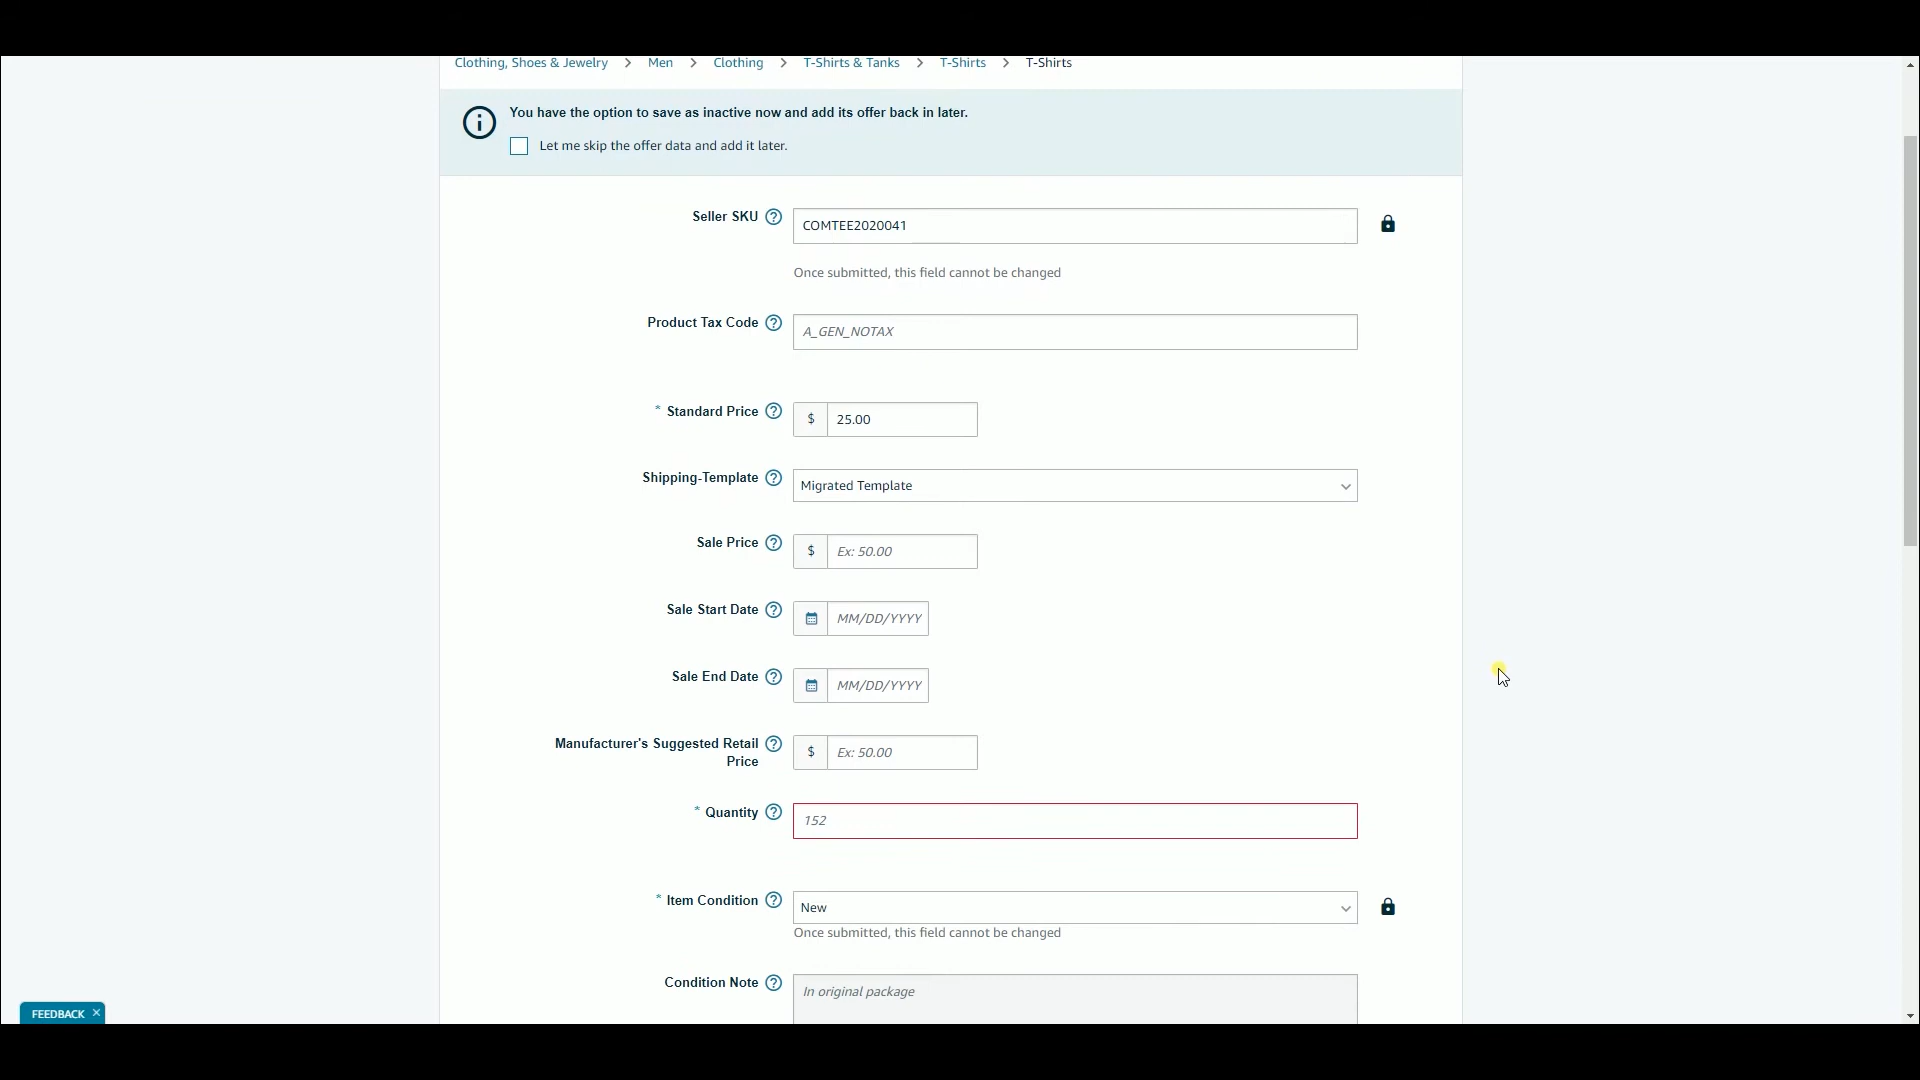 Clothing, Shoes & Jewelry > Men > Clothing > T-Shirts & Tanks > T-Shirts > T-Shirts
You have the option to save as inactive now and add its offer back in later.
Let me skip the offer data and add it later.
Seller SKU ? COMTEE2020041
Once submitted, this field cannot be changed
Product Tax Code ? A_GEN_NOTAX
* Standard Price ? $ 25.00
Shipping-Template ? Migrated Template
Sale Price ? $ Ex: 50.00
Sale Start Date ? MM/DD/YYYY
Sale End Date ? MM/DD/YYYY
Manufacturer's Suggested Retail ? $ Ex: 50.00
Price
* Quantity ? 152
* Item Condition ? New
Once submitted, this field cannot be changed
Condition Note ? In original package
FEEDBACK ×